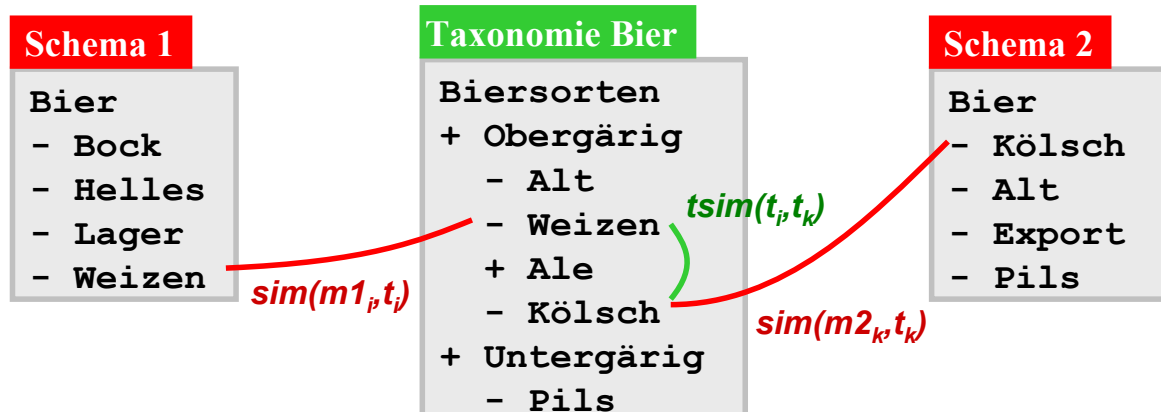 Schema 1
Bier
- Bock
- Helles
- Lager
- Weizen
sim(m1i,ti)
Taxonomie Bier
Biersorten
+ Obergärig
- Alt
- Weizen
+ Ale
- Kölsch
+ Untergärig
- Pils
tsim(ti,tk)
sim(m2k,tk)
Schema 2
Bier
- Kölsch
- Alt
- Export
- Pils